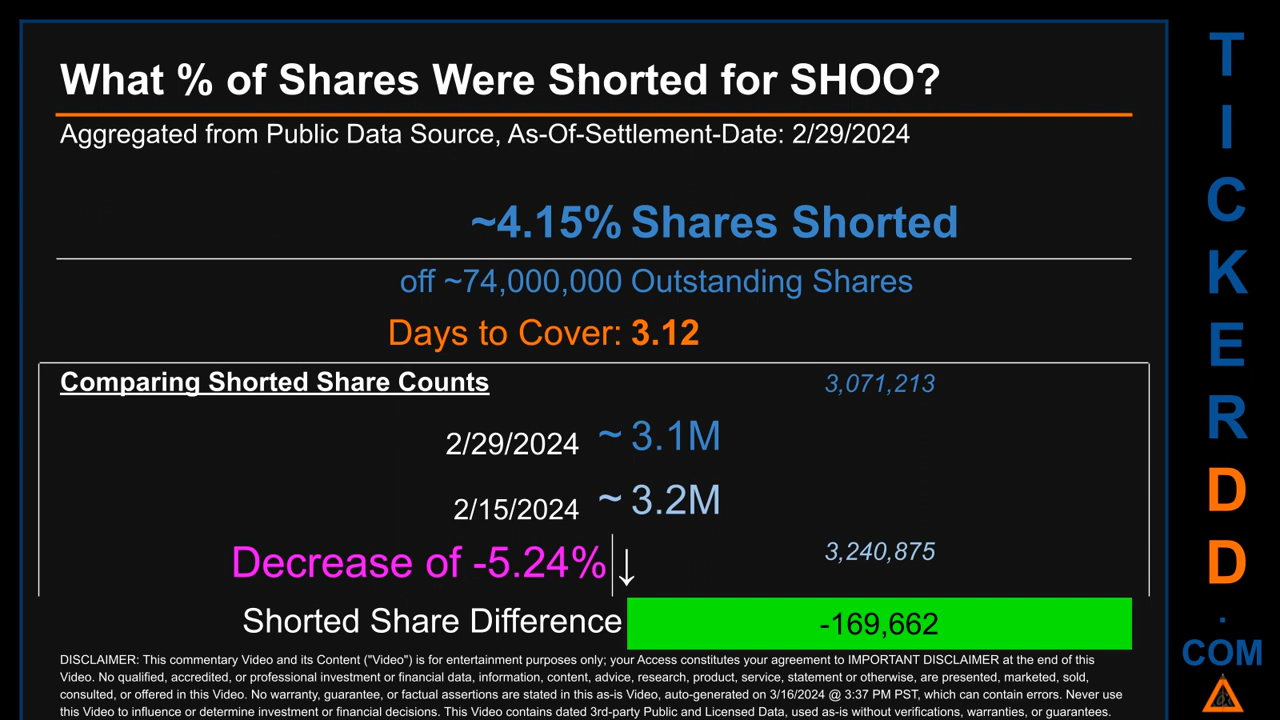 What % of Shares Were Shorted for SHOO?
Aggregated from Public Data Source, As-Of-Settlement-Date: 2/29/2024
~4.15% Shares Shorted
off ~74,000,000 Outstanding Shares
Days to Cover: 3.12
Comparing Shorted Share Counts 3,071,213
2/29/2024 ~ 3.1M
2/15/2024 ~ 3.2M
Decrease of -5.24% ↓ 3,240,875
Shorted Share Difference -169,662
DISCLAIMER: This commentary Video and its Content ("Video") is for entertainment purposes only; your Access constitutes your agreement to IMPORTANT DISCLAIMER at the end of this
Video. No qualified, accredited, or professional investment or financial data, information, content, advice, research, product, service, statement or otherwise, are presented, marketed, sold,
consulted, or offered in this Video. No warranty, guarantee, or factual assertions are stated in this as-is Video, auto-generated on 3/16/2024 @ 3:37 PM PST, which can contain errors. Never use
this Video to influence or determine investment or financial decisions. This Video contains dated 3rd-party Public and Licensed Data, used as-is without verifications, warranties, or guarantees.
T
I
C
K
E
R
D
D
.
COM